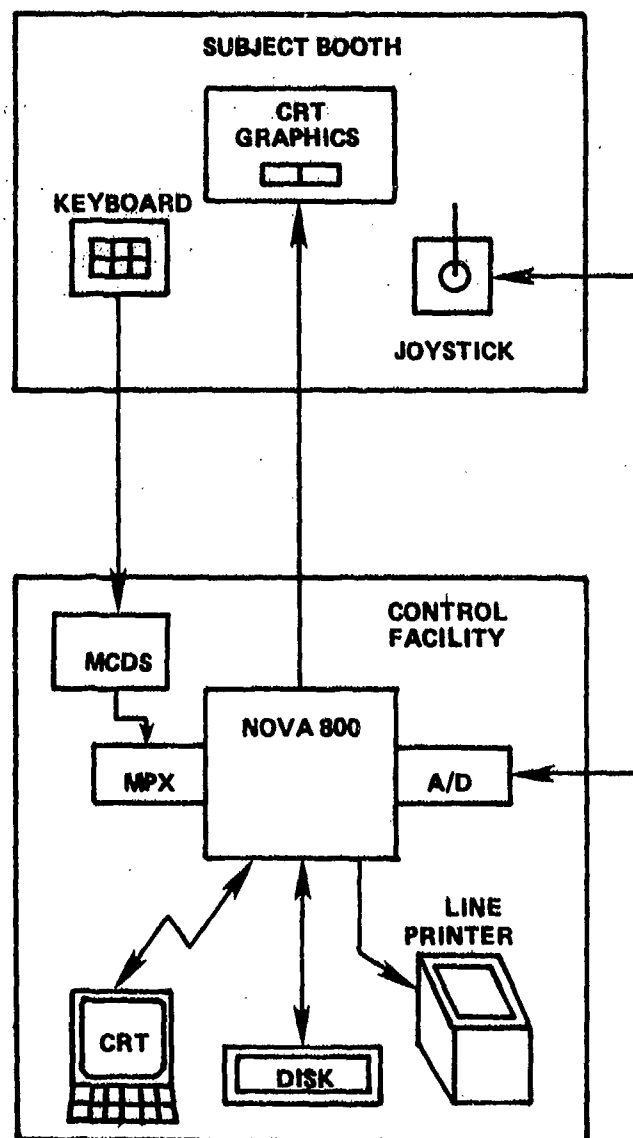 SUBJECT BOOTH
CRT
GRAPHICS
KEYBOARD
JOYSTICK
CONTROL
FACILITY
MCDS
NOVA 800
MPX
A/D
LINE
PRINTER
CRT
DISK